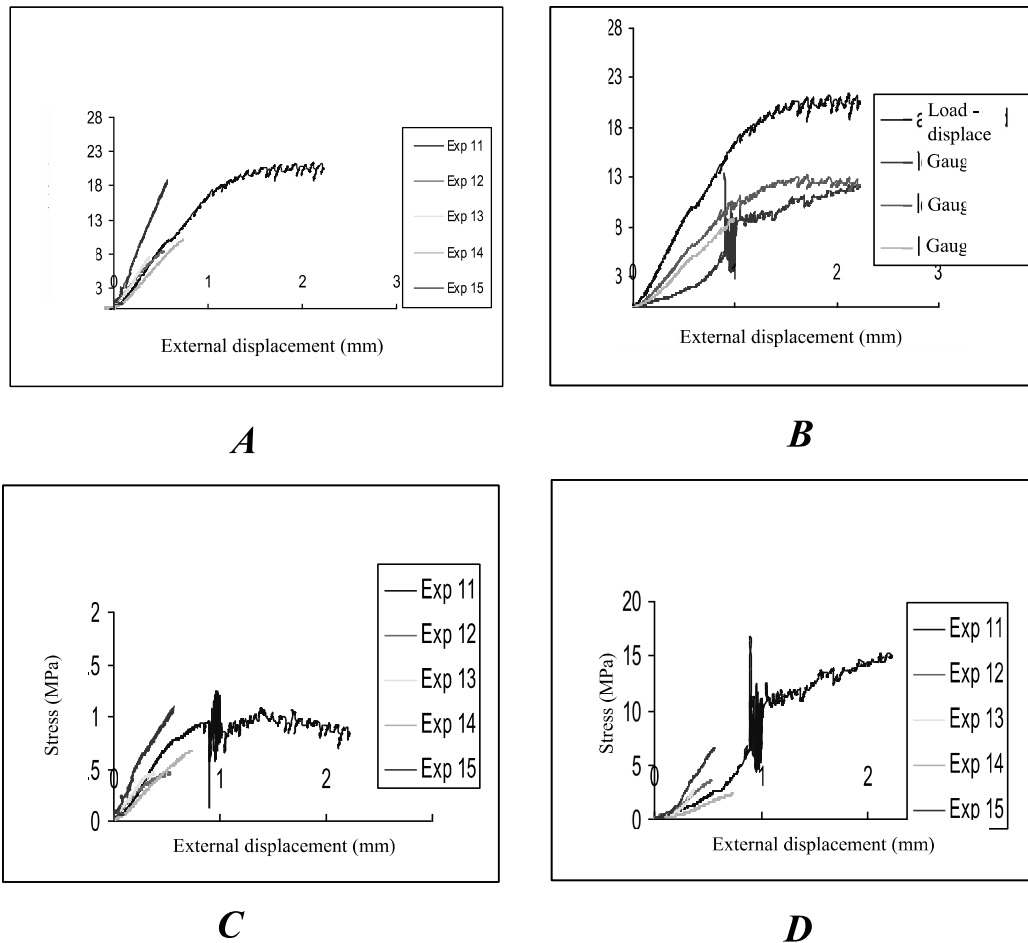 28
23
18
13
8
3
0
1
2
3
Exp 11
Exp 12
Exp 13
Exp 14
Exp 15
External displacement (mm)
A
28
23
18
13
8
3
0
1
2
3
Load -
displace
Gaug
Gaug
Gaug
External displacement (mm)
B
2
.5
1
.5
0
0
1
2
Stress (MPa)
Exp 11
Exp 12
Exp 13
Exp 14
Exp 15
External displacement (mm)
C
20
15
10
5
0
0
1
2
Stress (MPa)
Exp 11
Exp 12
Exp 13
Exp 14
Exp 15
External displacement (mm)
D